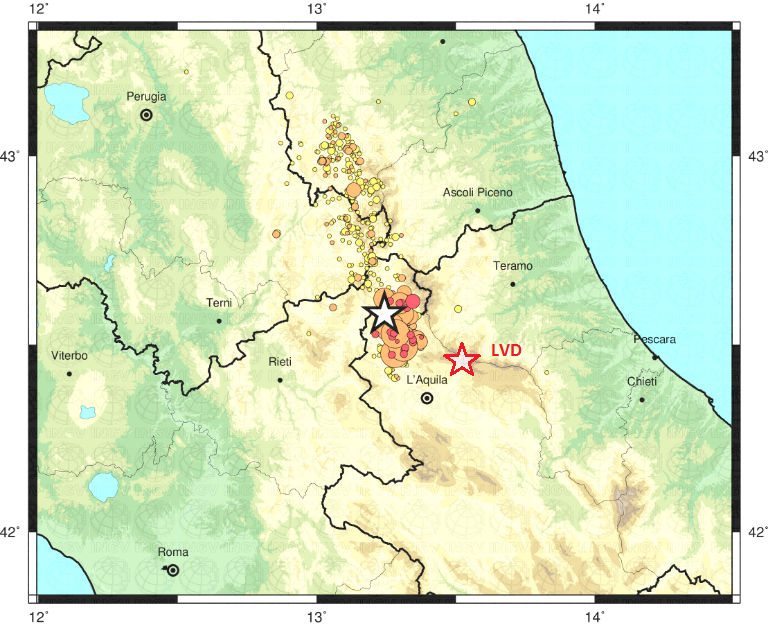 12˚ 13˚ 14˚
Perugia
43˚ 43˚
Ascoli Piceno
Teramo
Terni
Pescara
LVD
Viterbo Rieti
L'Aquila Chieti
42˚ 42˚
Roma
12˚ 13˚ 14˚